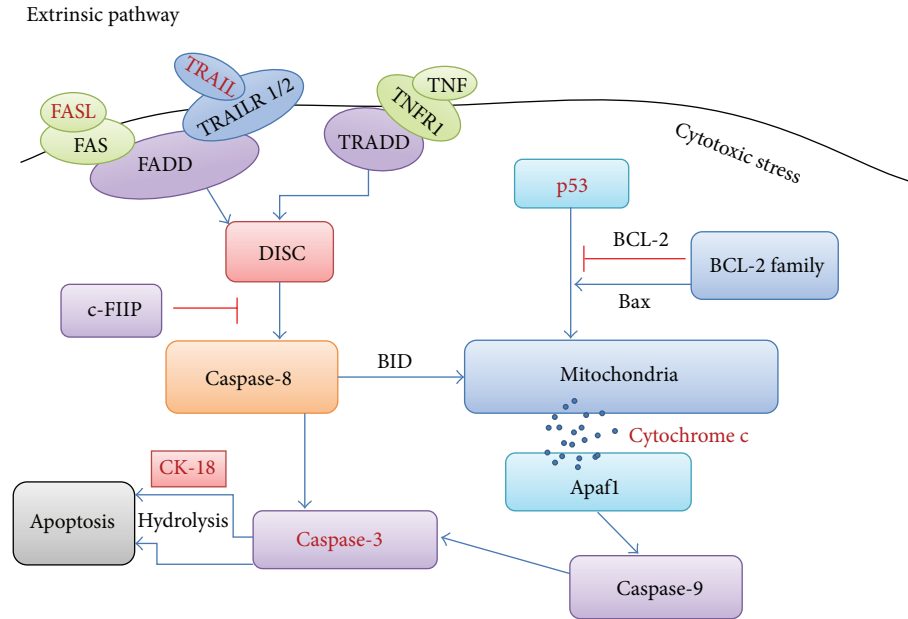 Extrinsic pathway
TRAIL
TRAILR 1/2
TNF
TNFR1
FASL
FAS
FADD
TRADD
Cytotoxic stress
p53
DISC
BCL-2
BCL-2 family
Bax
c-FIIP
Caspase-8
BID
Mitochondria
Cytochrome c
CK-18
Apaf1
Apoptosis
Hydrolysis
Caspase-3
Caspase-9